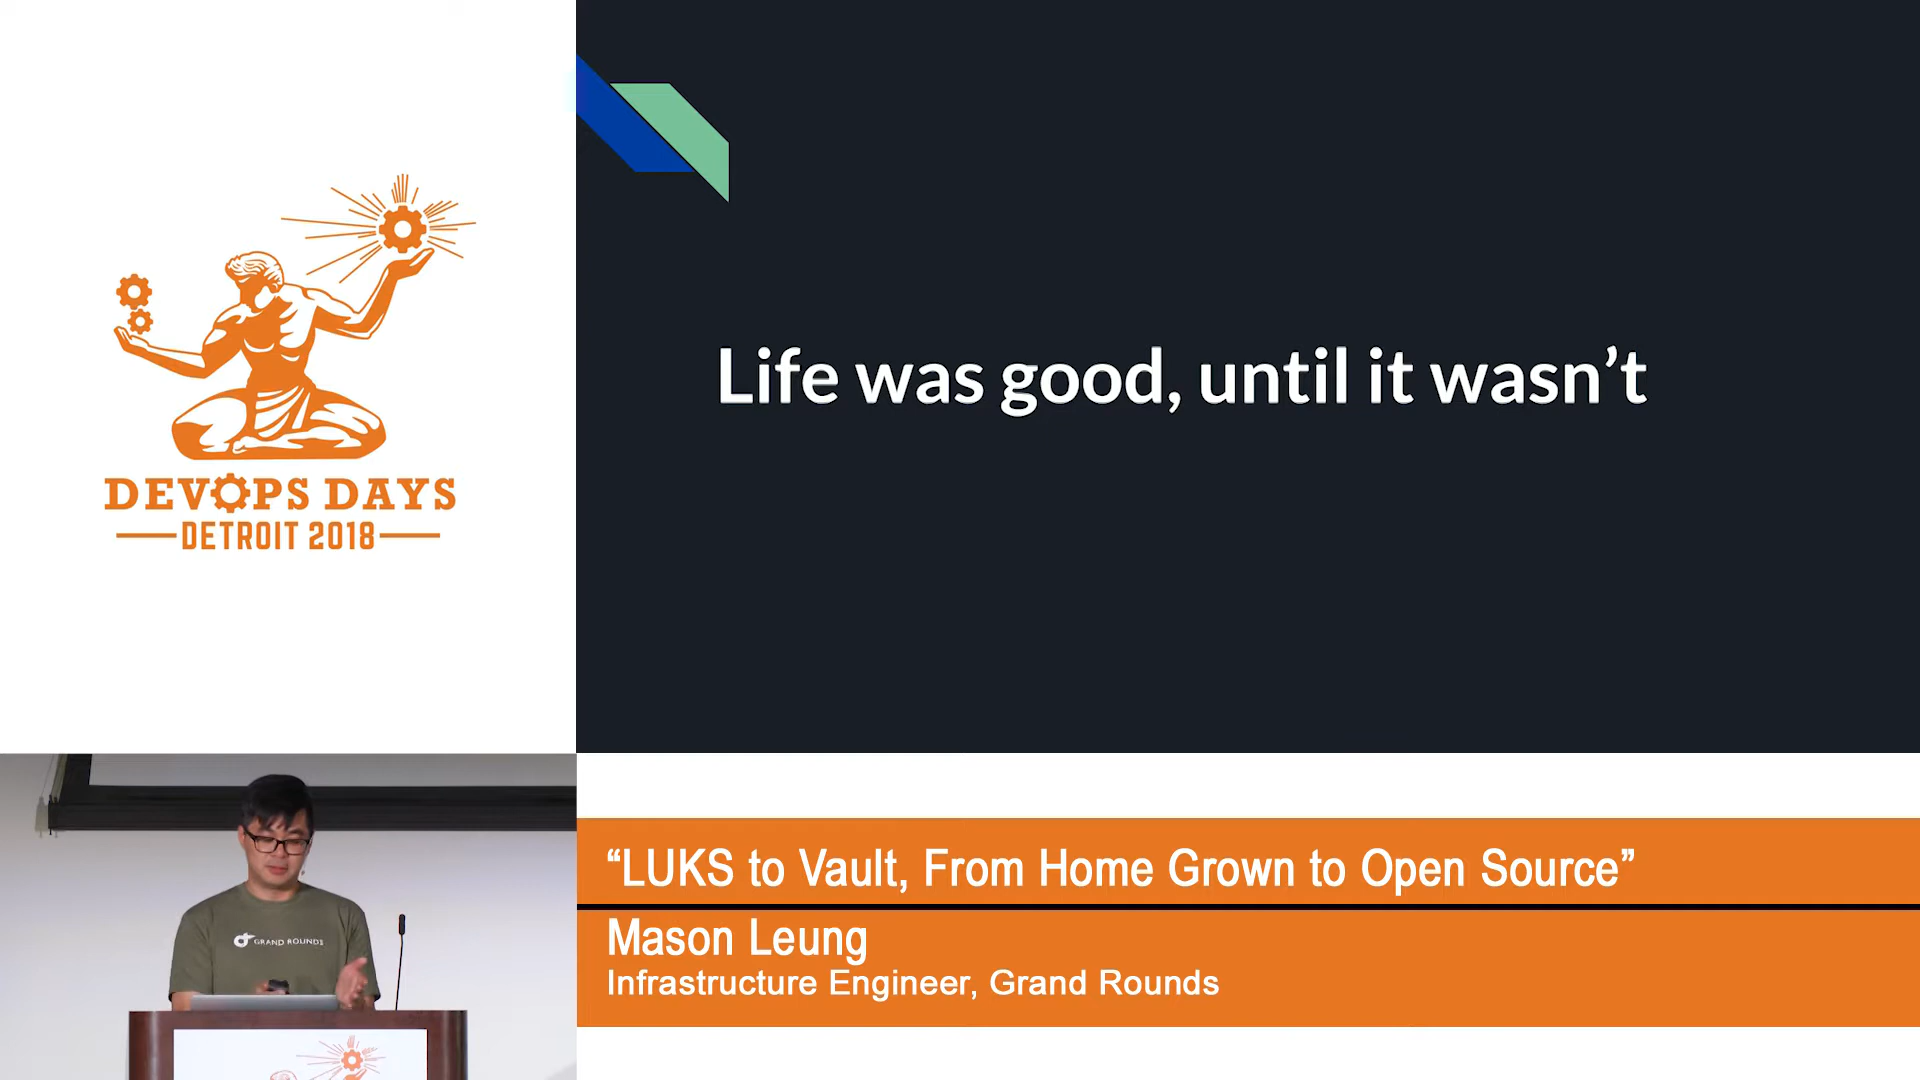 DEVOPS DAYS
DETROIT 2018
Life was good, until it wasn’t
GRAND ROUNDS
“LUKS to Vault, From Home Grown to Open Source”
Mason Leung
Infrastructure Engineer, Grand Rounds